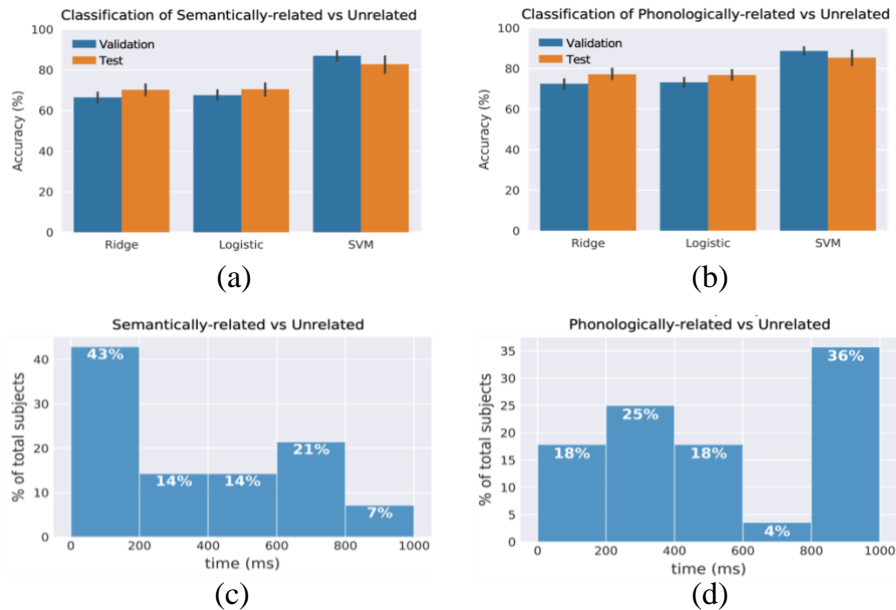 Classification of Semantically-related vs Unrelated
100
80
60
40
20
0
Accuracy (%)
Validation
Test
Ridge Logistic SVM
(a)
Classification of Phonologically-related vs Unrelated
100
80
60
40
20
0
Accuracy (%)
Validation
Test
Ridge Logistic SVM
(b)
Semantically-related vs Unrelated
40
30
20
10
0
% of total subjects
43%
14%
14%
21%
7%
0 200 400 600 800 1000
time (ms)
(c)
Phonologically-related vs Unrelated
35
30
25
20
15
10
5
0
% of total subjects
18%
25%
18%
4%
36%
0 200 400 600 800 1000
time (ms)
(d)